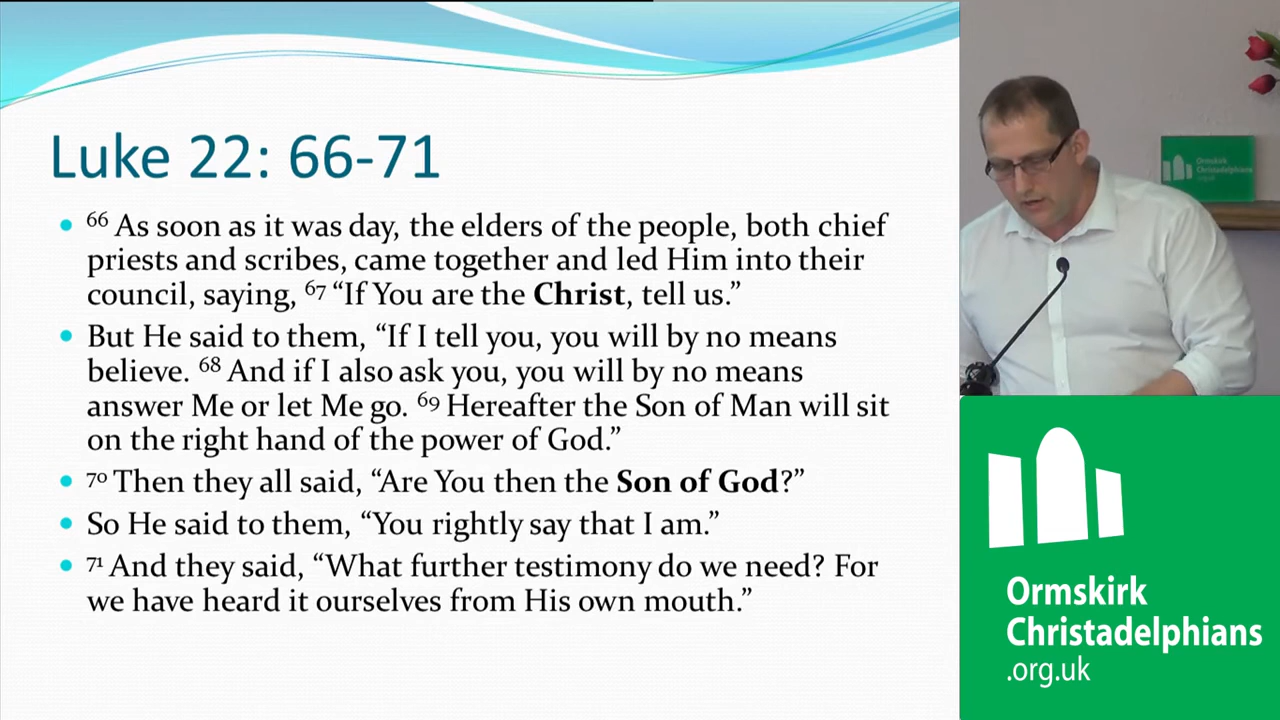 Luke 22: 66-71
• ⁶⁶ As soon as it was day, the elders of the people, both chief
priests and scribes, came together and led Him into their
council, saying, ⁶⁷ “If You are the Christ, tell us.”
• But He said to them, “If I tell you, you will by no means
believe. ⁶⁸ And if I also ask you, you will by no means
answer Me or let Me go. ⁶⁹ Hereafter the Son of Man will sit
on the right hand of the power of God.”
• ⁷⁰ Then they all said, “Are You then the Son of God?”
• So He said to them, “You rightly say that I am.”
• ⁷¹ And they said, “What further testimony do we need? For
we have heard it ourselves from His own mouth.”
Ormskirk
Christadelphians
.org.uk
Ormskirk
Christadelphians
.org.uk